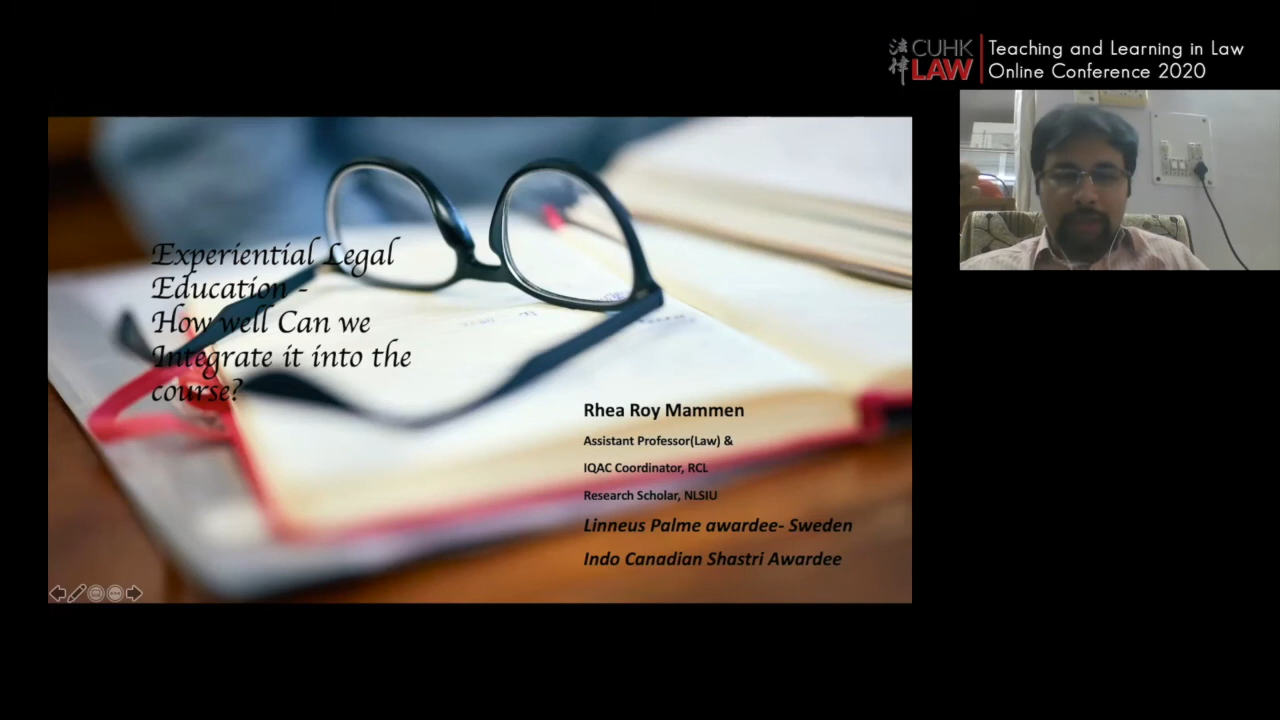 法律
CUHK
LAW
Teaching and Learning in Law
Online Conference 2020
Experiential Legal
Education -
How well Can we
Integrate it into the
course?
Rhea Roy Mammen
Assistant Professor(Law) &
IQAC Coordinator, RCL
Research Scholar, NLSIU
Linneus Palme awardee- Sweden
Indo Canadian Shastri Awardee